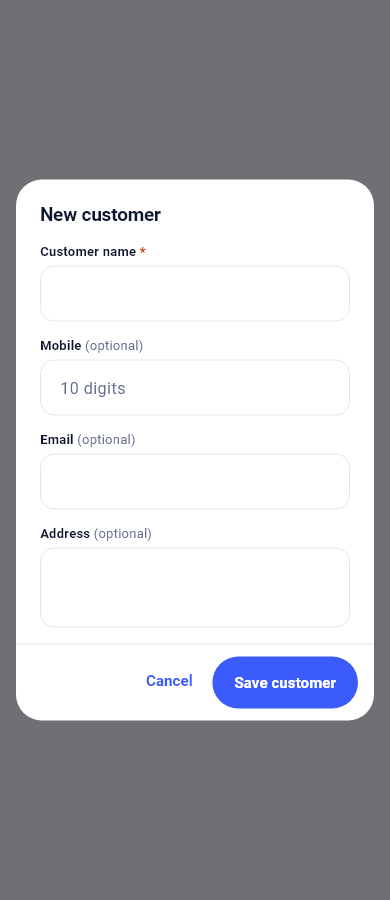 New customer
Customer name *
Mobile (optional)
10 digits
Email (optional)
Address (optional)
Cancel Save customer